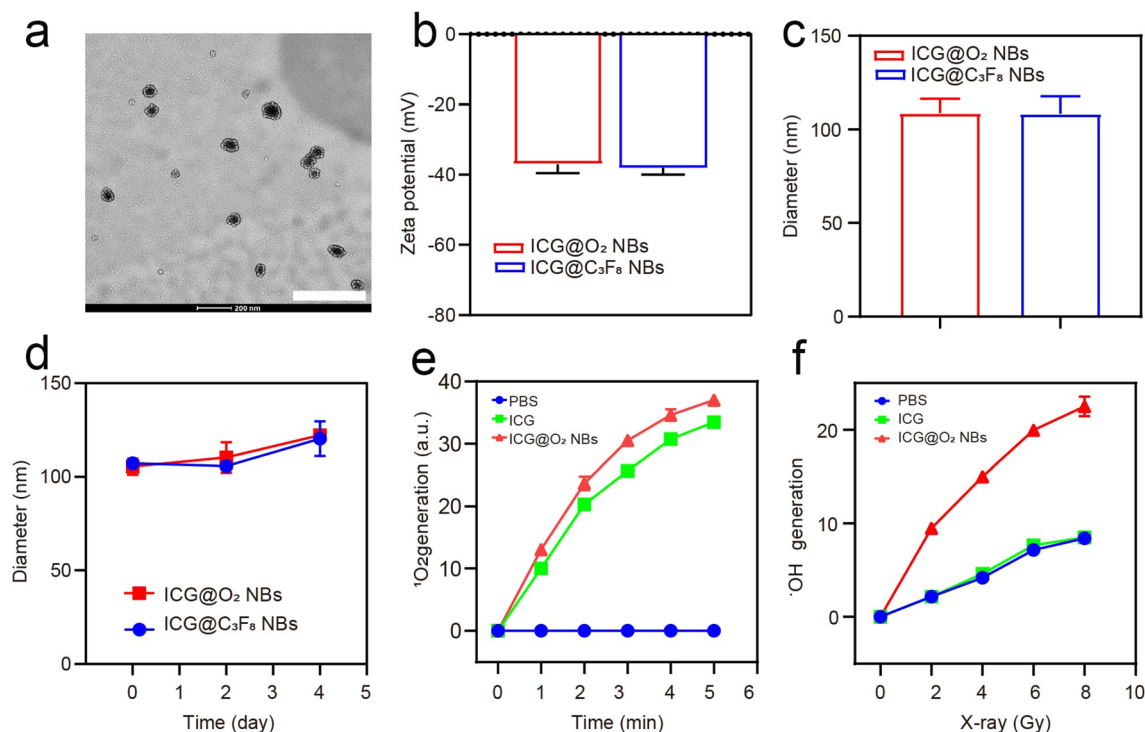 a
200 nm
b
Zeta potential (mV)
0
-20
-40
-60
-80
ICG@O₂ NBs
ICG@C₃F₈ NBs
c
Diameter (nm)
150
100
50
0
ICG@O₂ NBs
ICG@C₃F₈ NBs
d
Diameter (nm)
150
100
50
0
ICG@O₂ NBs
ICG@C₃F₈ NBs
0 1 2 3 4 5
Time (day)
e
¹O₂generation (a.u.)
40
30
20
10
0
PBS
ICG
ICG@O₂ NBs
0 1 2 3 4 5 6
Time (min)
f
·OH generation
20
10
0
PBS
ICG
ICG@O₂ NBs
0 2 4 6 8 10
X-ray (Gy)